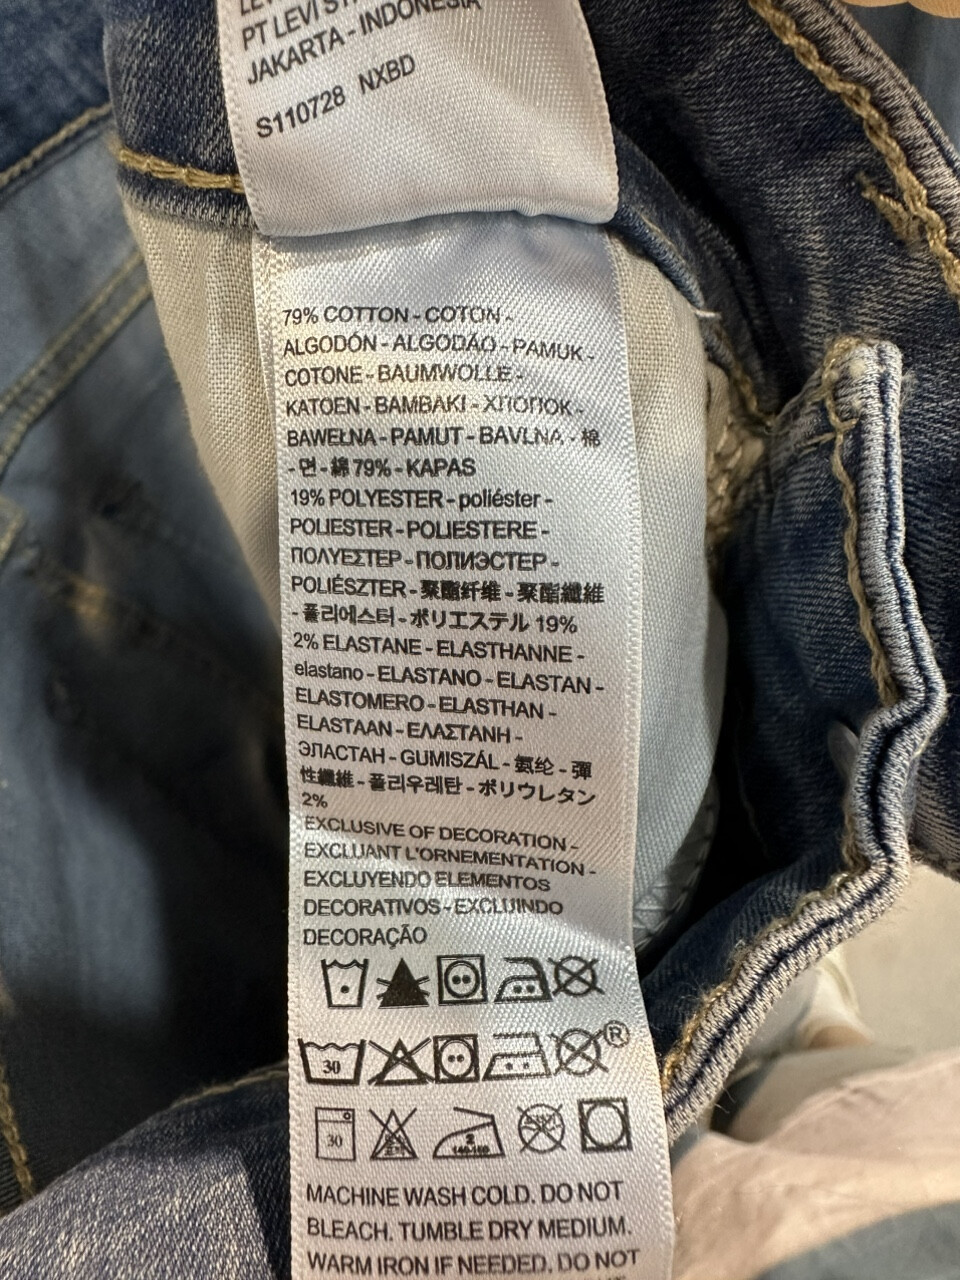 PT LEVI
JAKARTA - INDONESIA
S110728 NXBD
79% COTTON - COTON -
ALGODÓN - ALGODÃO - PAMUK -
COTONE - BAUMWOLLE -
KATOEN - BAMBAKI - ХЛОПОК -
BAWEŁNA - PAMUT - BAVLNA - 棉
- 면 - 綿 79% - KAPAS
19% POLYESTER - poliéster -
POLIESTER - POLIESTERE -
ΠΟΛΥΕΣΤΕΡ - ПОЛИЭСТЕР -
POLIÉSZTER - 聚酯纤维 - 聚酯纖維
- 폴리에스터 - ポリエステル 19%
2% ELASTANE - ELASTHANNE -
elastano - ELASTANO - ELASTAN -
ELASTOMERO - ELASTHAN -
ELASTAAN - ΕΛΑΣΤΑΝΗ -
ЭЛАСТАН - GUMISZÁL - 氨纶 - 彈
性纖維 - 폴리우레탄 - ポリウレタン
2%
EXCLUSIVE OF DECORATION -
EXCLUANT L'ORNEMENTATION -
EXCLUYENDO ELEMENTOS
DECORATIVOS - EXCLUINDO
DECORAÇÃO
30 ®
30 2
MACHINE WASH COLD. DO NOT
BLEACH. TUMBLE DRY MEDIUM.
WARM IRON IF NEEDED. DO NOT